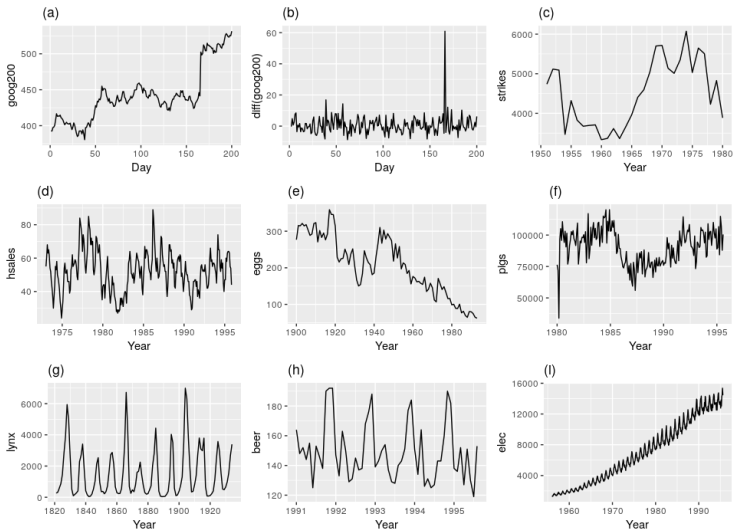 (a)
goog200
500
450
400
0
50
100
150
200
Day
(b)
diff(goog200)
60
40
20
0
0
50
100
150
200
Day
(c)
strikes
6000
5000
4000
1950
1955
1960
1965
1970
1975
1980
Year
(d)
hsales
80
60
40
1975
1980
1985
1990
1995
Year
(e)
eggs
300
200
100
1900
1920
1940
1960
1980
Year
(f)
pigs
100000
75000
50000
1980
1985
1990
1995
Year
(g)
lynx
6000
4000
2000
0
1820
1840
1860
1880
1900
1920
Year
(h)
beer
180
160
140
120
1991
1992
1993
1994
1995
Year
(I)
elec
16000
12000
8000
4000
1960
1970
1980
1990
Year